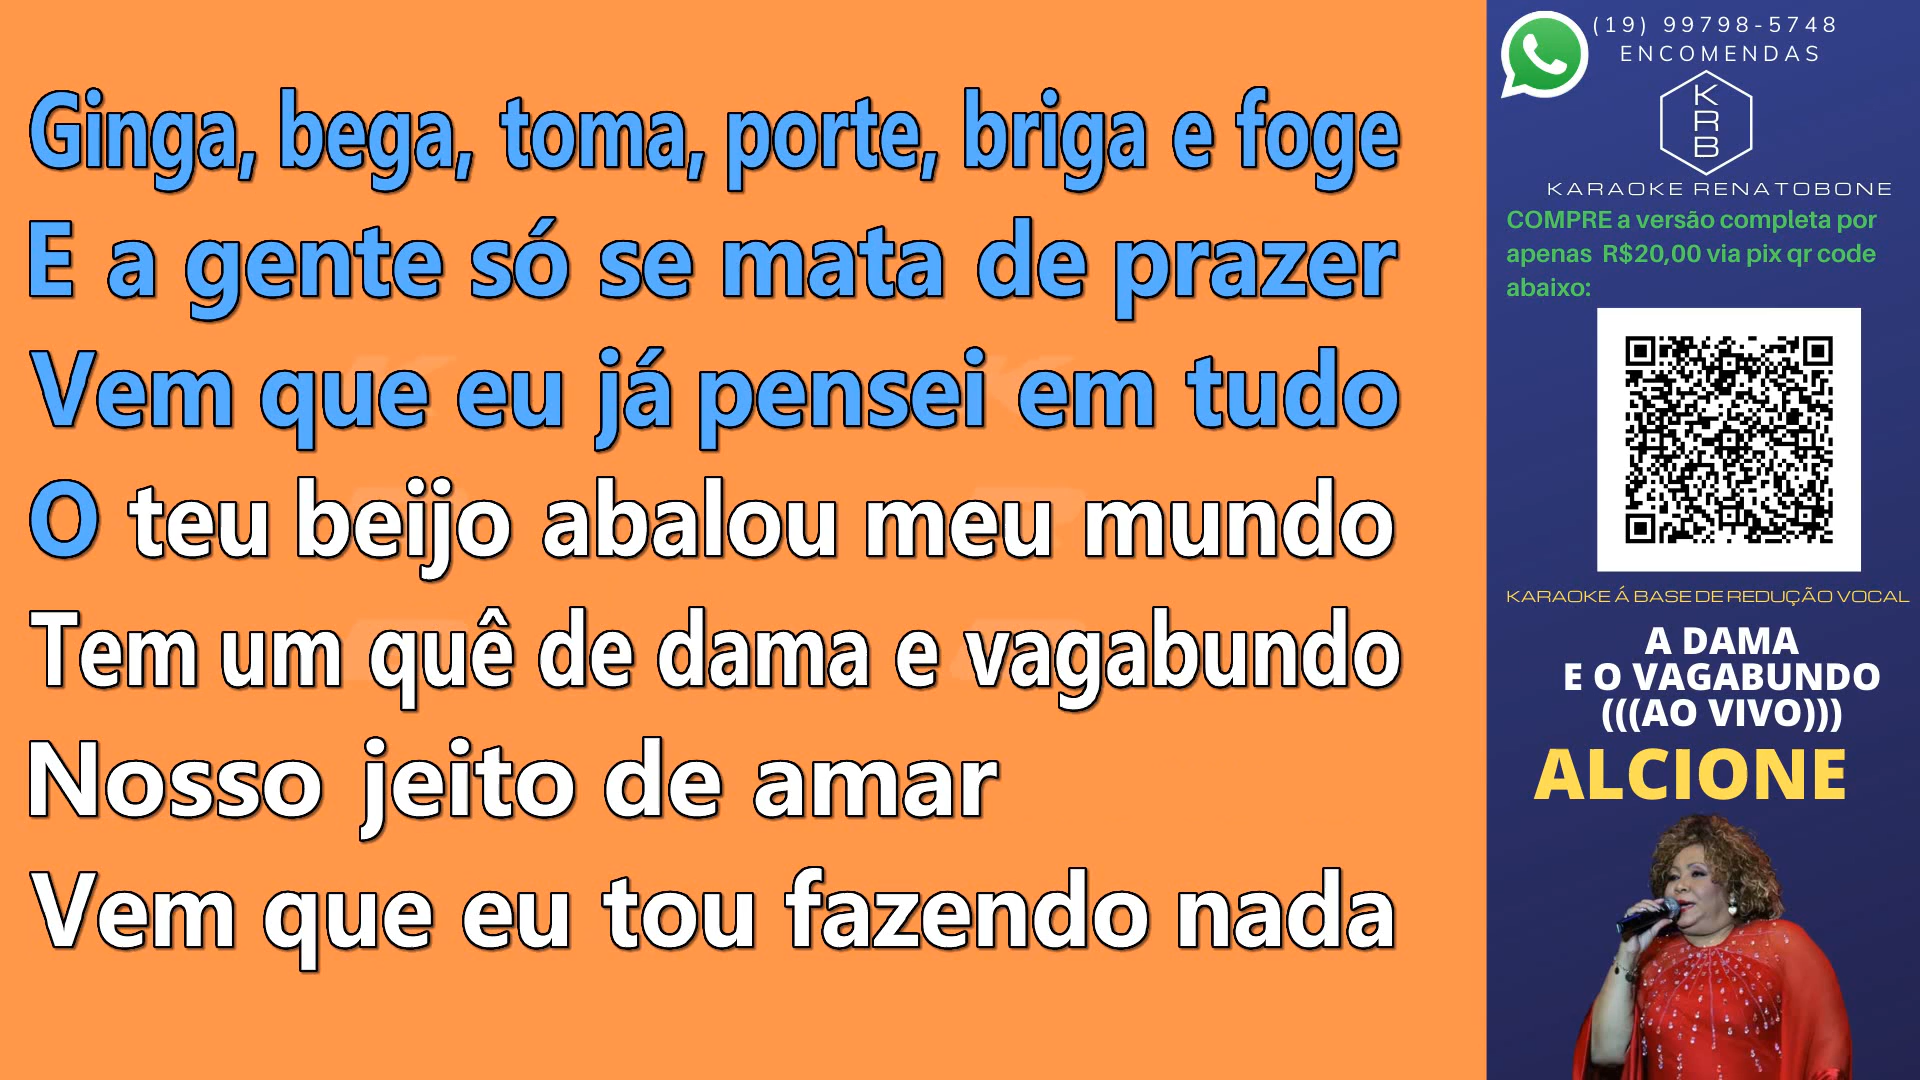 Ginga, bega, toma, porte, briga e foge
E a gente só se mata de prazer
Vem que eu já pensei em tudo
O teu beijo abalou meu mundo
Tem um quê de dama e vagabundo
Nosso jeito de amar
Vem que eu tou fazendo nada
(19) 99798-5748
ENCOMENDAS
K
R
B
KARAOKE RENATOBONE
COMPRE a versão completa por
apenas R$20,00 via pix qr code
abaixo:
KARAOKE Á BASE DE REDUÇÃO VOCAL
A DAMA
E O VAGABUNDO
(((AO VIVO)))
ALCIONE